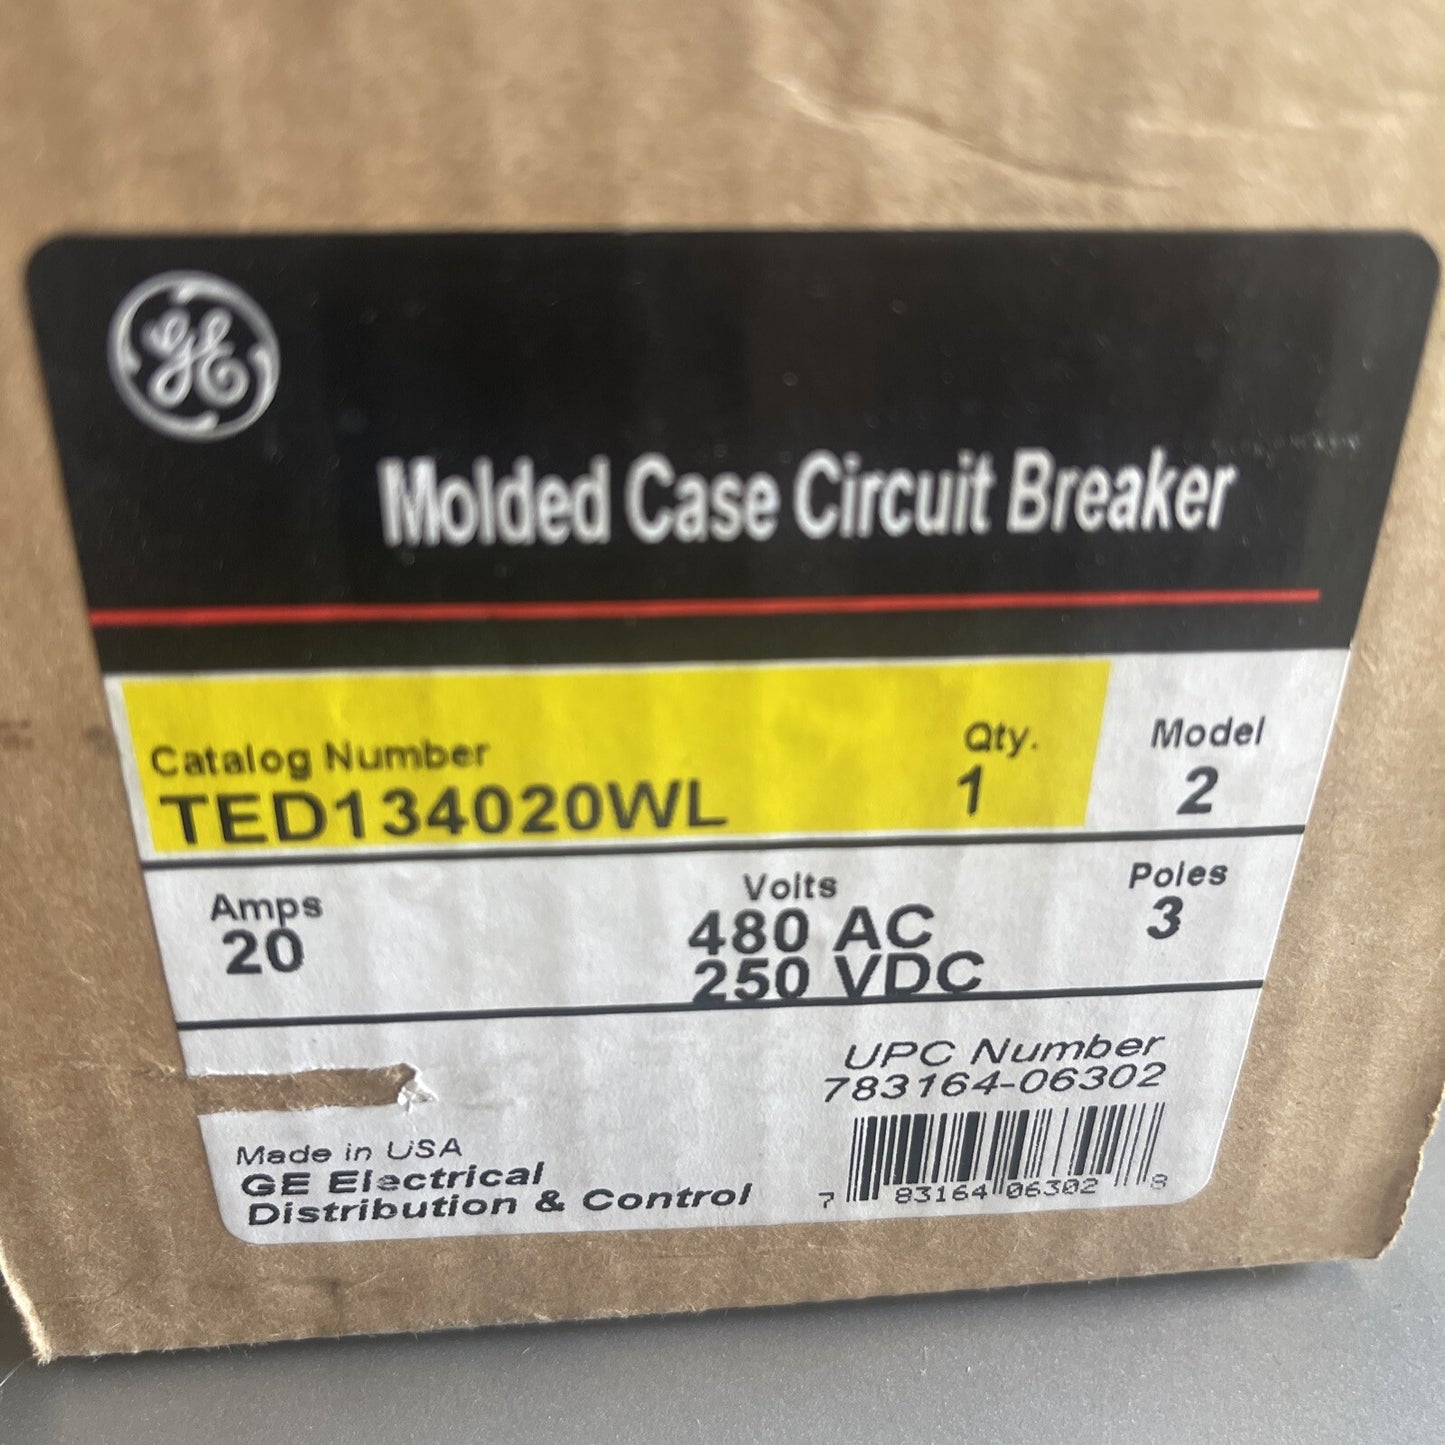 GE
Molded Case Circuit Breaker
Catalog Number
TED134020WL
Qty.
1
Model
2
Amps
20
Volts
480 AC
250 VDC
Poles
3
UPC Number
783164-06302
7 83164 06302 8
Made in USA
GE Electrical
Distribution & Control